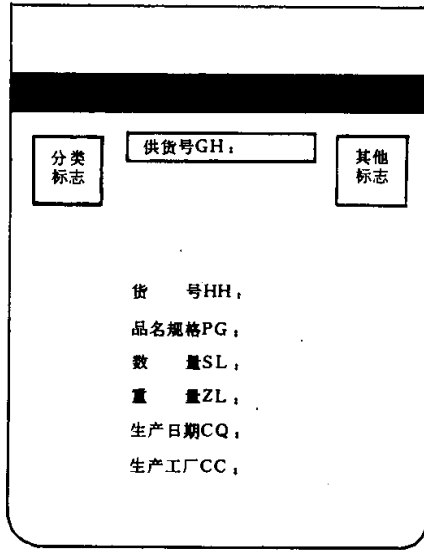 分类
标志
供货号GH：
其他
标志
货 号HH：
品名规格PG：
数 量SL：
重 量ZL：
生产日期CQ：
生产工厂CC：